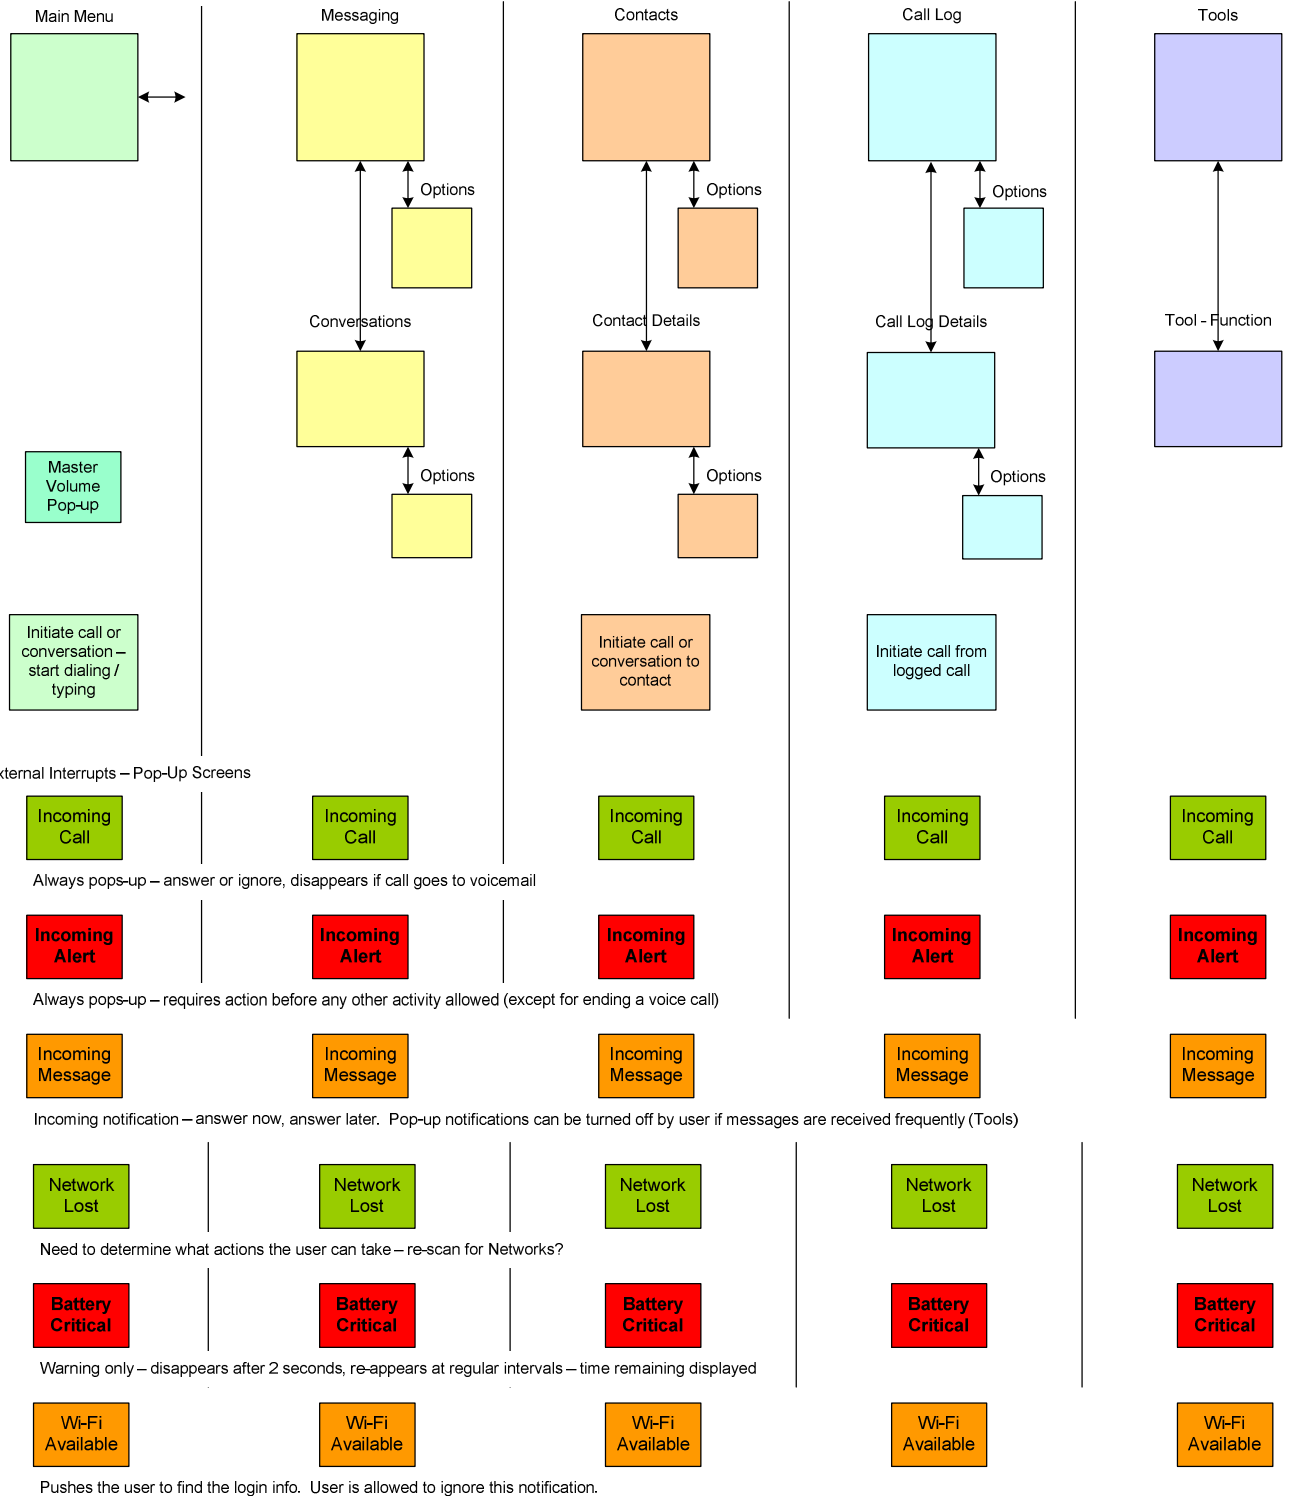 Main Menu
Messaging
Contacts
Call Log
Tools
Options
Options
Options
Conversations
Contact Details
Call Log Details
Tool - Function
Master
Volume
Pop-up
Options
Options
Options
Initiate call or
conversation –
start dialing /
typing
Initiate call or
conversation to
contact
Initiate call from
logged call
xternal Interrupts – Pop-Up Screens
Incoming
Call
Incoming
Call
Incoming
Call
Incoming
Call
Incoming
Call
Always pops-up – answer or ignore, disappears if call goes to voicemail
Incoming
Alert
Incoming
Alert
Incoming
Alert
Incoming
Alert
Incoming
Alert
Always pops-up – requires action before any other activity allowed (except for ending a voice call)
Incoming
Message
Incoming
Message
Incoming
Message
Incoming
Message
Incoming
Message
Incoming notification – answer now, answer later.  Pop-up notifications can be turned off by user if messages are received frequently (Tools)
Network
Lost
Network
Lost
Network
Lost
Network
Lost
Network
Lost
Need to determine what actions the user can take – re-scan for Networks?
Battery
Critical
Battery
Critical
Battery
Critical
Battery
Critical
Battery
Critical
Warning only – disappears after 2 seconds, re-appears at regular intervals – time remaining displayed
Wi-Fi
Available
Wi-Fi
Available
Wi-Fi
Available
Wi-Fi
Available
Wi-Fi
Available
Pushes the user to find the login info.  User is allowed to ignore this notification.